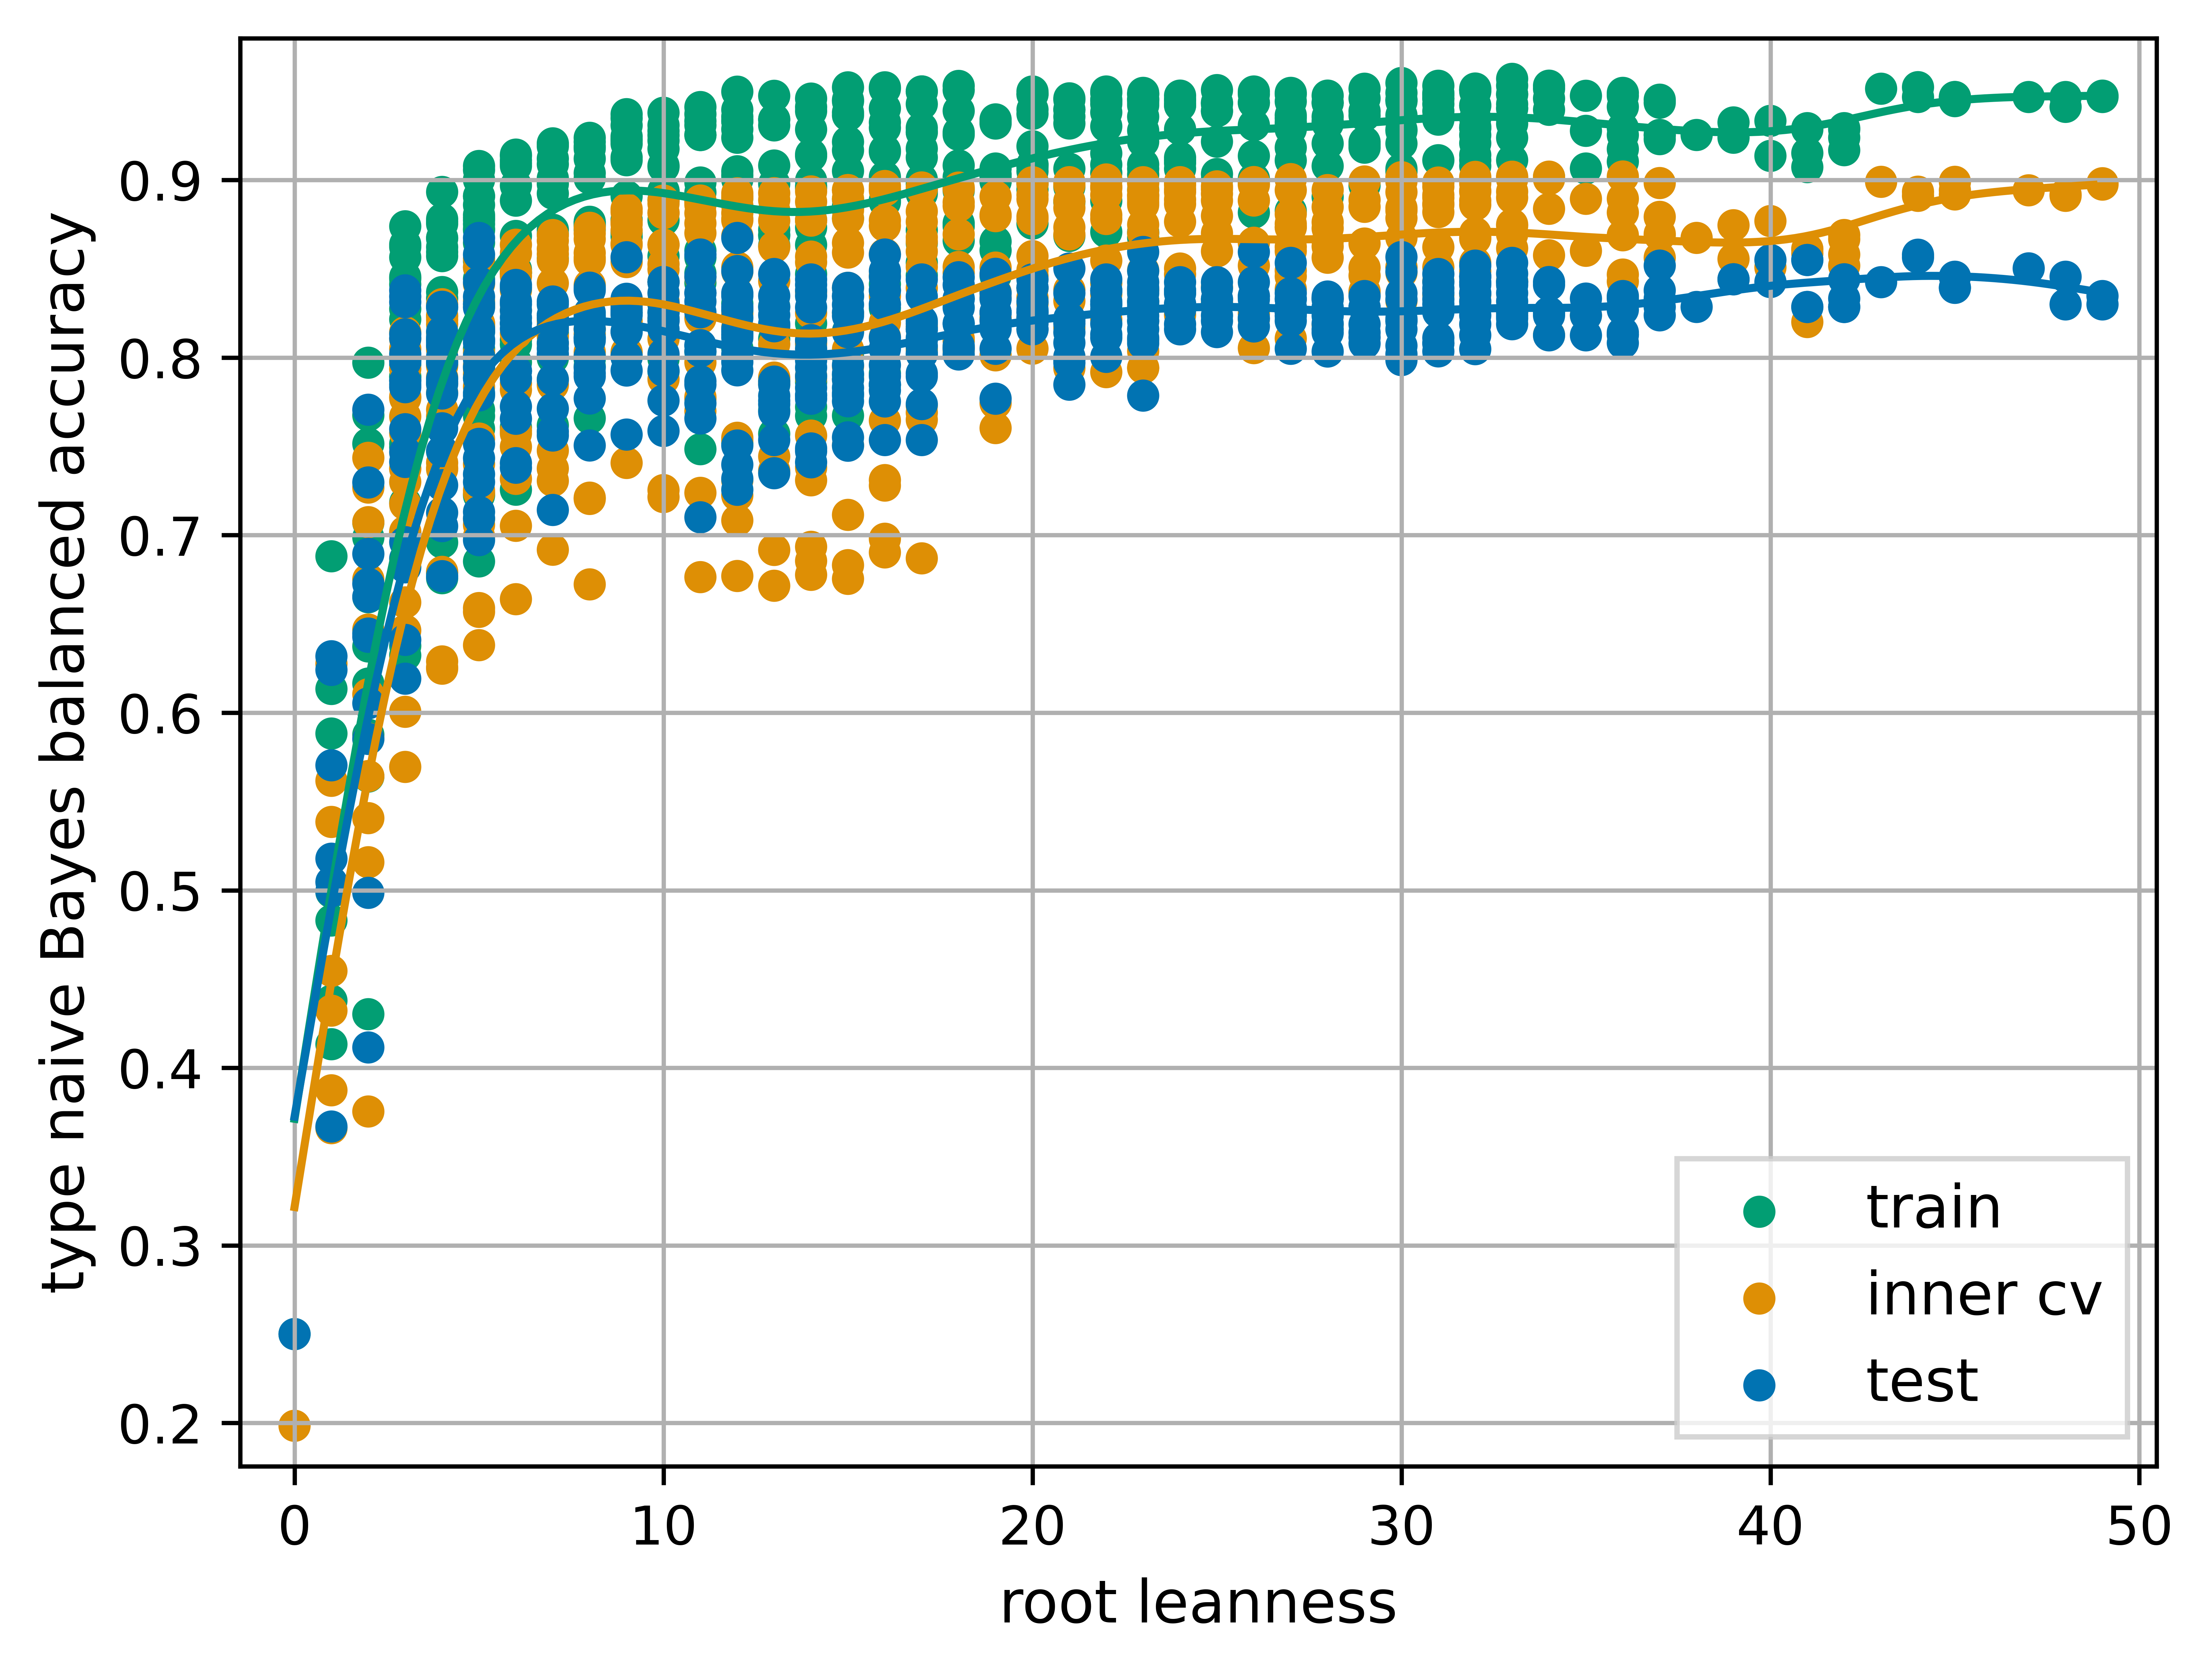 type naive Bayes balanced accuracy
0.9
0.8
0.7
0.6
0.5
0.4
0.3
0.2
0 10 20 30 40 50
root leanness
train
inner cv
test